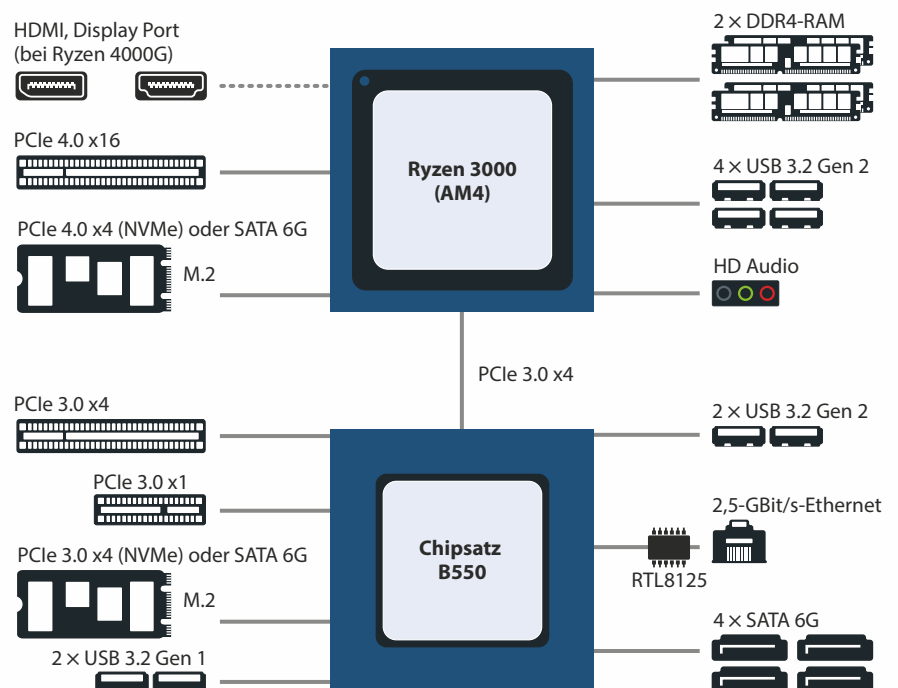 HDMI, Display Port
(bei Ryzen 4000G)
2 × DDR4-RAM
PCIe 4.0 x16
Ryzen 3000
(AM4)
4 × USB 3.2 Gen 2
PCIe 4.0 x4 (NVMe) oder SATA 6G
M.2
HD Audio
PCIe 3.0 x4
PCIe 3.0 x4
2 × USB 3.2 Gen 2
PCIe 3.0 x1
2,5-GBit/s-Ethernet
Chipsatz
B550
RTL8125
PCIe 3.0 x4 (NVMe) oder SATA 6G
M.2
4 × SATA 6G
2 × USB 3.2 Gen 1